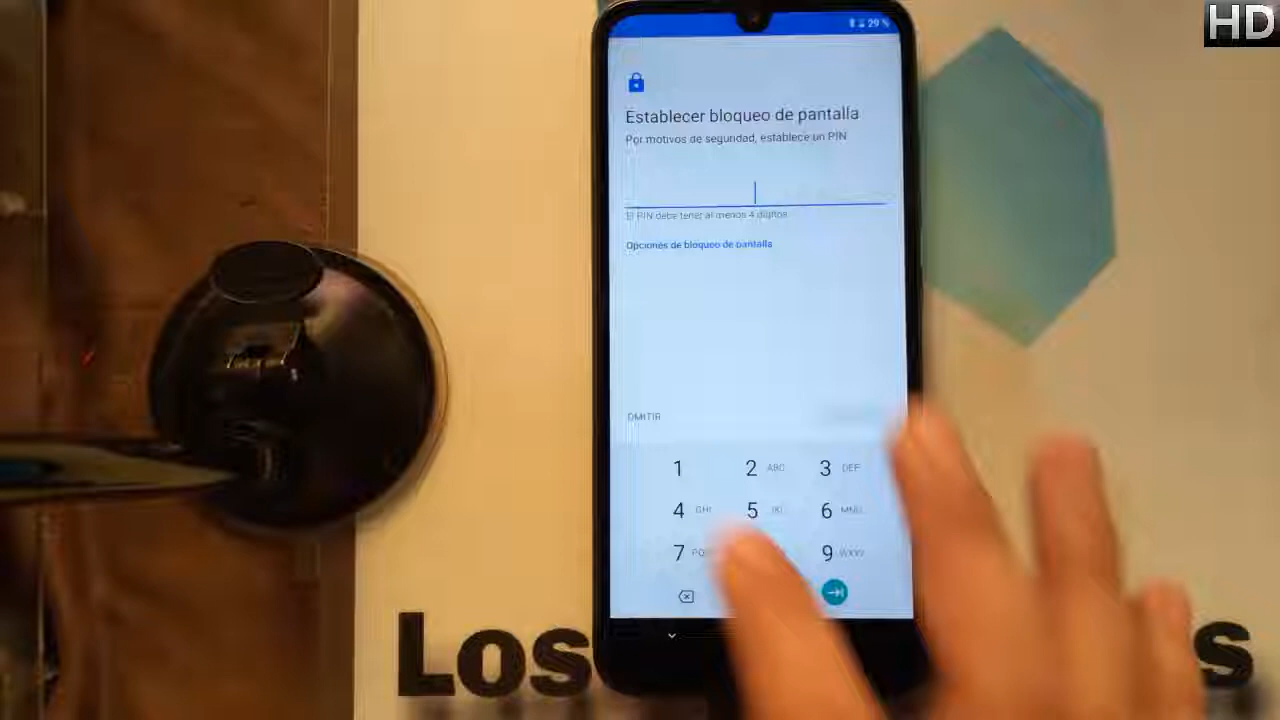 HD
29 %
Establecer bloqueo de pantalla
Por motivos de seguridad, establece un PIN
El PIN debe tener al menos 4 dígitos
Opciones de bloqueo de pantalla
OMITIR
1
2 ABC
3 DEF
4 GHI
5 JKL
6 MNO
7 PQ
9 WXYZ
Los
s